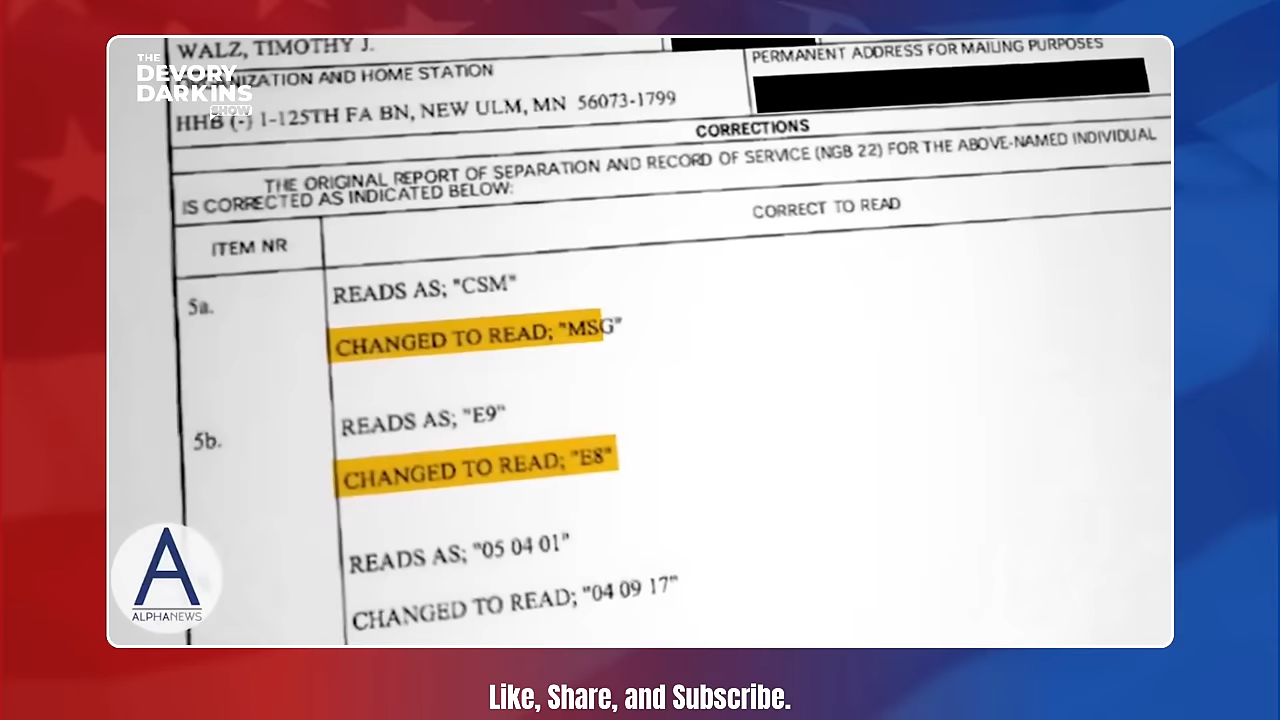 WALZ, TIMOTHY J.
PERMANENT ADDRESS FOR MAILING PURPOSES
THE
DEVORY
DARKINS
SHOW
ORGANIZATION AND HOME STATION
HHB (-) 1-125TH FA BN, NEW ULM, MN 56073-1799
CORRECTIONS
THE ORIGINAL REPORT OF SEPARATION AND RECORD OF SERVICE (NGB 22) FOR THE ABOVE-NAMED INDIVIDUAL
IS CORRECTED AS INDICATED BELOW:
ITEM NR
CORRECT TO READ
5a.
READS AS; "CSM"
CHANGED TO READ; "MSG"
5b.
READS AS; "E9"
CHANGED TO READ; "E8"
READS AS; "05 04 01"
CHANGED TO READ; "04 09 17"
A
ALPHANEWS
Like, Share, and Subscribe.